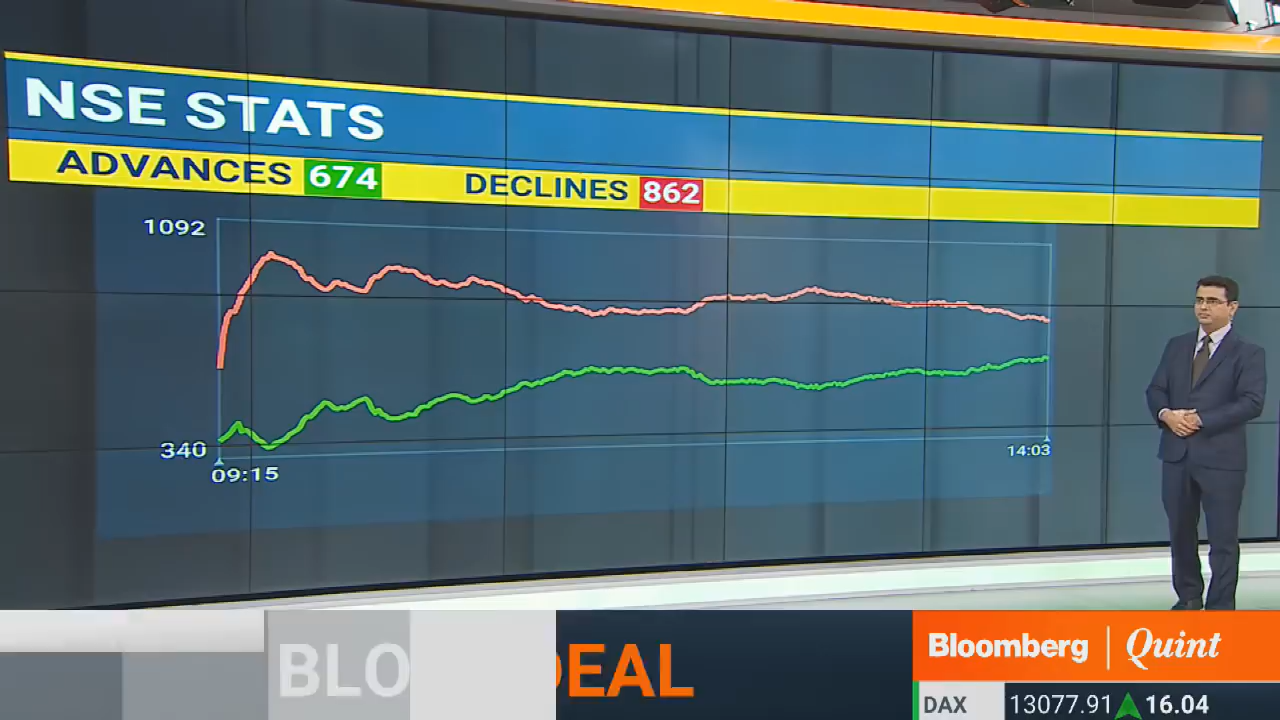 NSE STATS
ADVANCES 674 DECLINES 862
1092
340
09:15
14:03
BLO
DEAL
Bloomberg | Quint
DAX 13077.91 ▲ 16.04